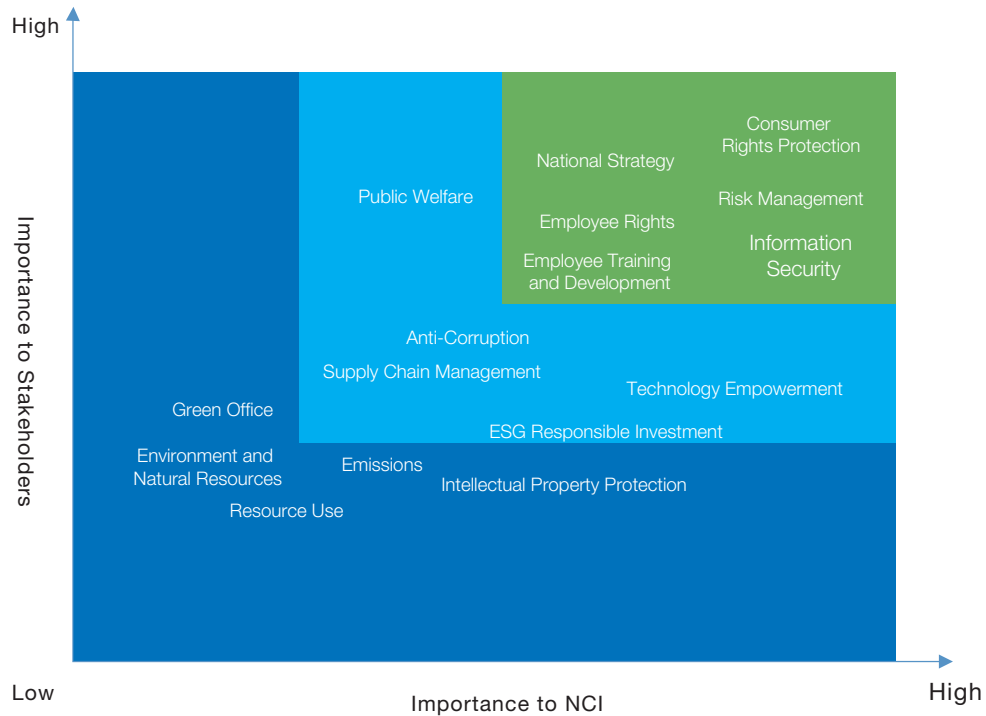 High
Consumer
Rights Protection
National Strategy
Public Welfare
Risk Management
Employee Rights
Information
Security
Employee Training
and Development
Anti-Corruption
Supply Chain Management
Technology Empowerment
Green Office
ESG Responsible Investment
Environment and
Natural Resources
Emissions
Intellectual Property Protection
Resource Use
Importance to Stakeholders
Low
Importance to NCI
High